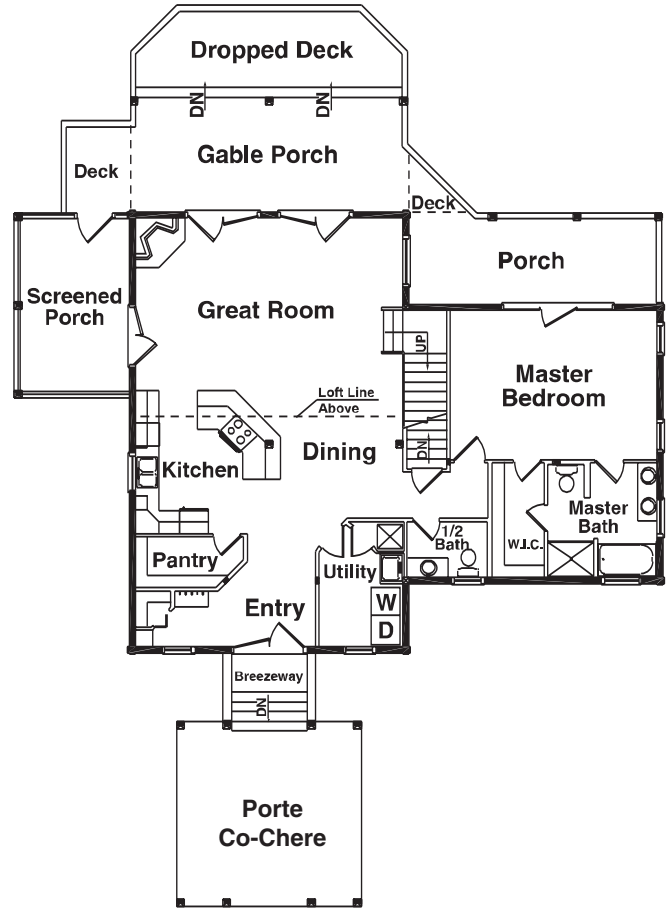 Dropped Deck
DN
DN
Gable Porch
Deck
Deck
Porch
Screened
Porch
Great Room
UP
Master
Bedroom
Loft Line
Above
Dining
DN
Kitchen
Master
Bath
1/2
Bath
W.I.C.
Pantry
Utility
W
D
Entry
Breezeway
DN
Porte
Co-Chere